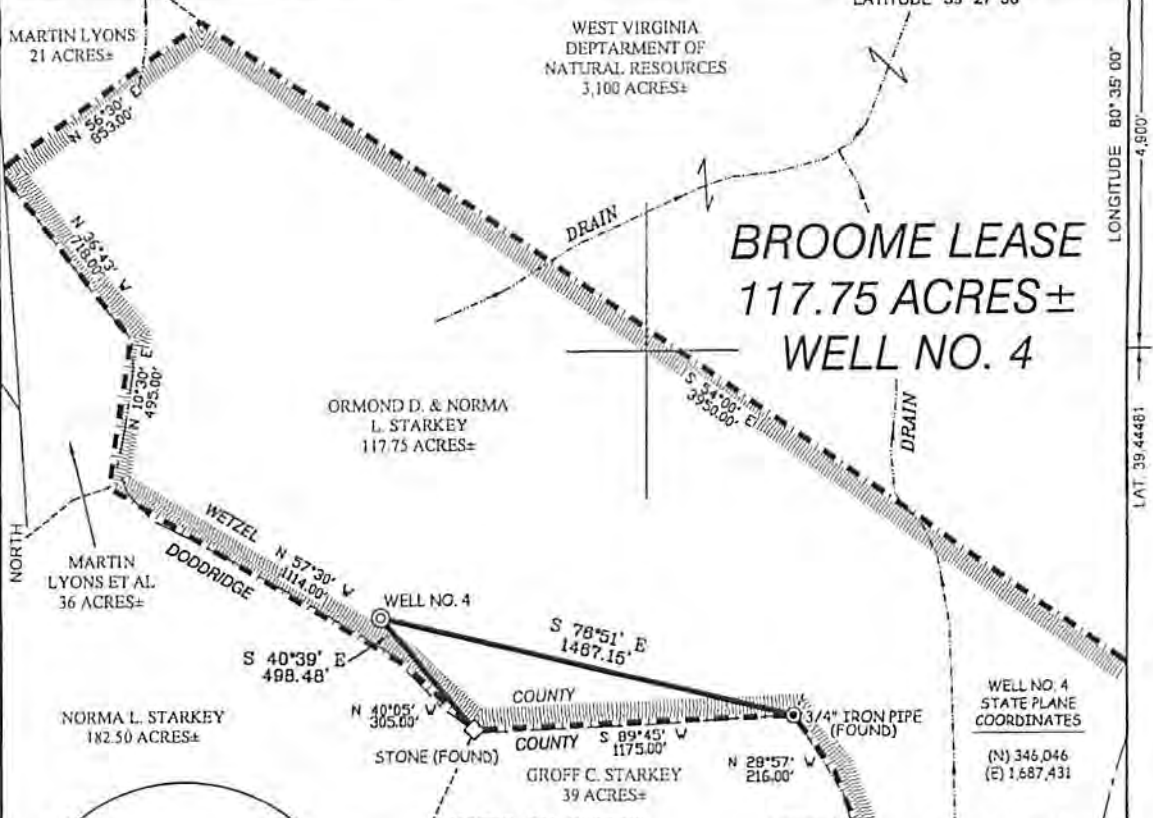 MARTIN LYONS
21 ACRES±
WEST VIRGINIA
DEPTARMENT OF
NATURAL RESOURCES
3,100 ACRES±
LONGITUDE 80° 35' 00"
4,900'
N 56°30' E
853.00'
N 36°43' W
718.00'
DRAIN
BROOME LEASE
117.75 ACRES±
WELL NO. 4
N 10°30' E
495.00'
ORMOND D. & NORMA
L. STARKEY
117.75 ACRES±
S 54°00' E
3950.00'
DRAIN
LAT. 39.44481
NORTH
MARTIN
LYONS ET AL
36 ACRES±
WETZEL
DODDRIDGE
N 57°30' W
1114.00'
WELL NO. 4
S 40°39' E
498.48'
S 78°51' E
1487.15'
N 40°05' W
305.00'
COUNTY
COUNTY
S 89°45' W
1175.00'
3/4" IRON PIPE
(FOUND)
N 28°57' W
216.00'
STONE (FOUND)
NORMA L. STARKEY
182.50 ACRES±
GROFF C. STARKEY
39 ACRES±
WELL NO. 4
STATE PLANE
COORDINATES
(N) 346,046
(E) 1,687,431